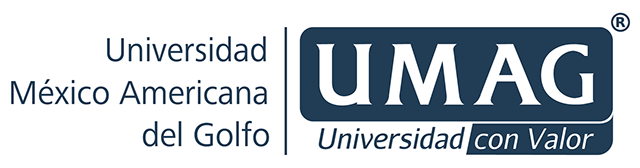 Universidad
México Americana
del Golfo
UMAG®
Universidad con Valor